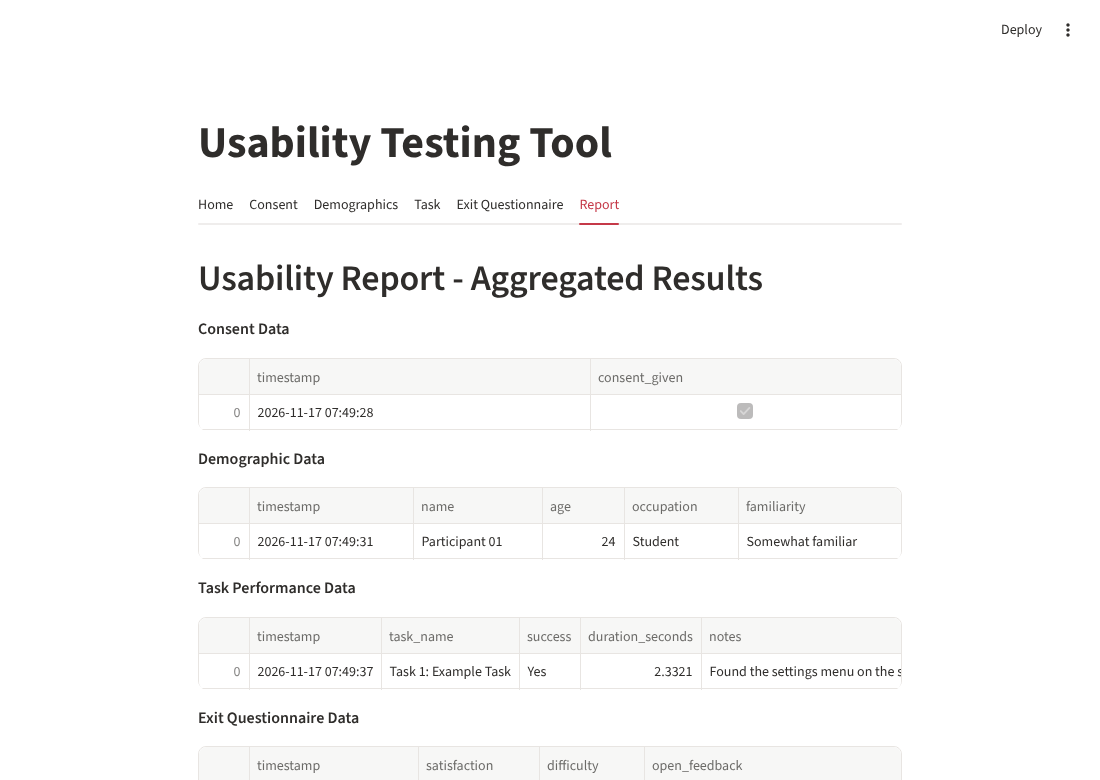 Deploy
Usability Testing Tool
Home Consent Demographics Task Exit Questionnaire Report
Usability Report - Aggregated Results
Consent Data
timestamp consent_given
0 2026-11-17 07:49:28
Demographic Data
timestamp name age occupation familiarity
0 2026-11-17 07:49:31 Participant 01 24 Student Somewhat familiar
Task Performance Data
timestamp task_name success duration_seconds notes
0 2026-11-17 07:49:37 Task 1: Example Task Yes 2.3321 Found the settings menu on the
Exit Questionnaire Data
timestamp satisfaction difficulty open_feedback